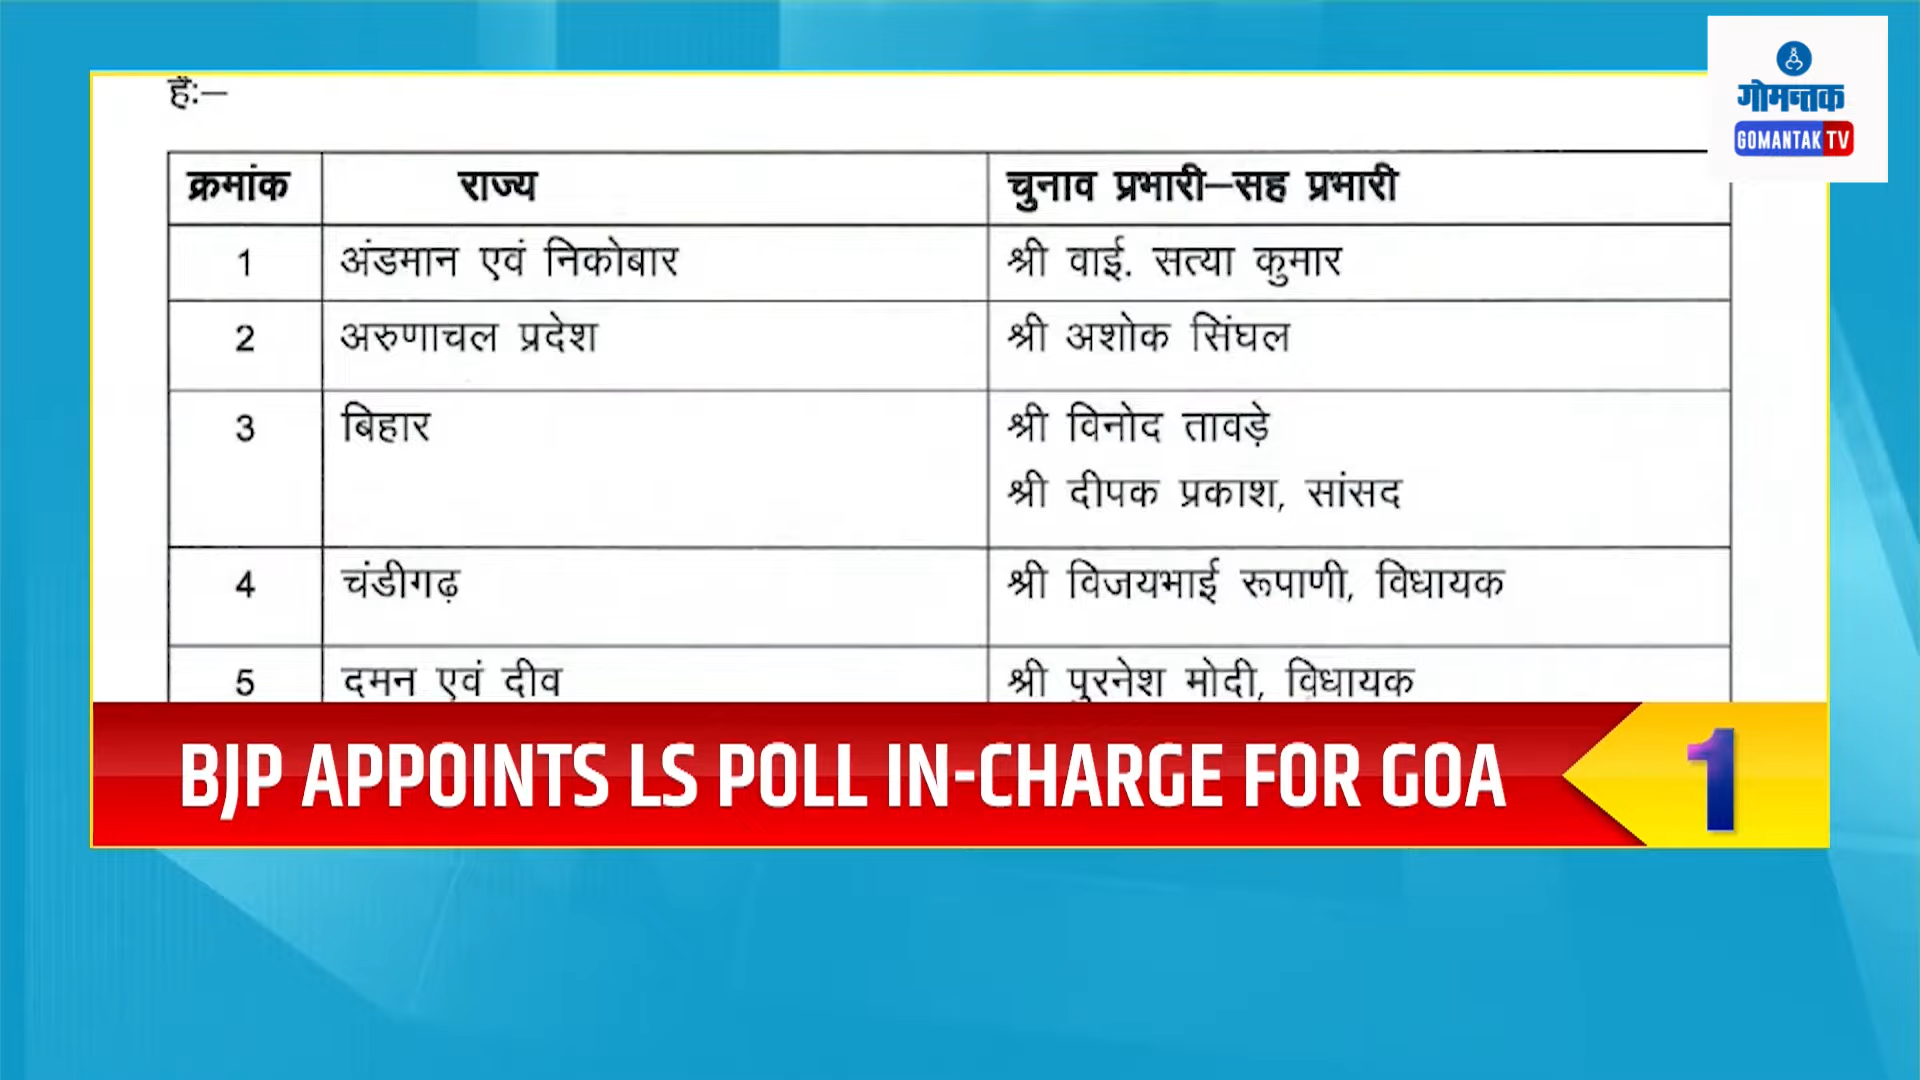 हैं:–
गोमन्तक
GOMANTAK TV
क्रमांक राज्य चुनाव प्रभारी–सह प्रभारी
1 अंडमान एवं निकोबार श्री वाई. सत्या कुमार
2 अरुणाचल प्रदेश श्री अशोक सिंघल
3 बिहार श्री विनोद तावड़े
श्री दीपक प्रकाश, सांसद
4 चंडीगढ़ श्री विजयभाई रूपाणी, विधायक
5 दमन एवं दीव श्री पुरनेश मोदी, विधायक
BJP APPOINTS LS POLL IN-CHARGE FOR GOA 1